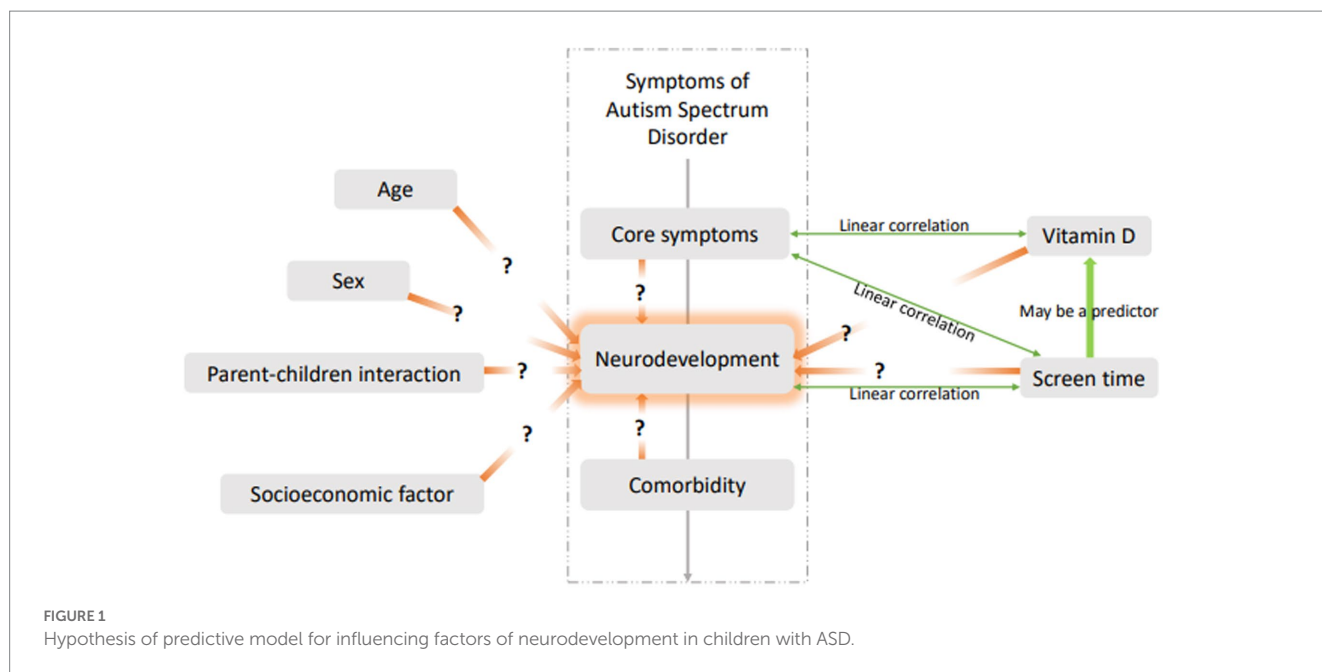 Symptoms of
Autism Spectrum
Disorder
Age
Core symptoms
Linear correlation
Vitamin D
?
Sex
?
?
Linear correlation
May be a predictor
?
Neurodevelopment
Parent-children interaction
?
?
Screen time
Linear correlation
?
?
Socioeconomic factor
Comorbidity
FIGURE 1
Hypothesis of predictive model for influencing factors of neurodevelopment in children with ASD.